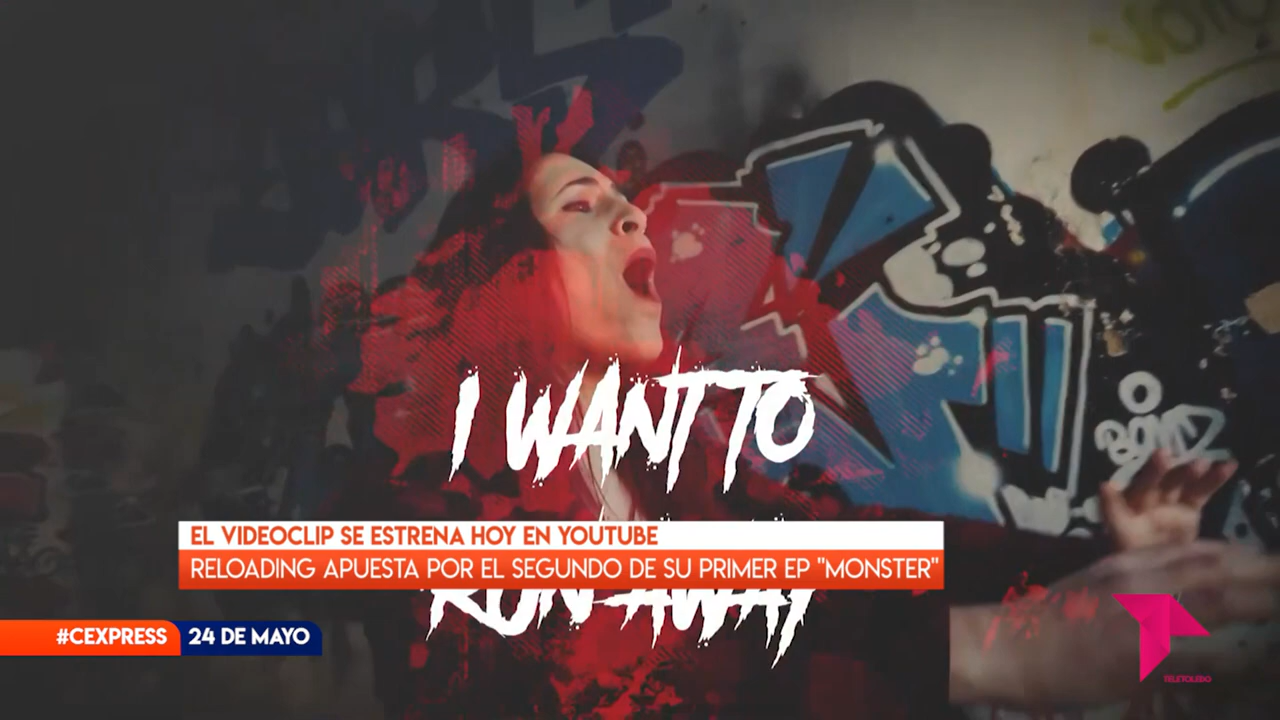 I WANT TO
EL VIDEOCLIP SE ESTRENA HOY EN YOUTUBE
RELOADING APUESTA POR EL SEGUNDO DE SU PRIMER EP "MONSTER"
RUN AWAY
#CEXPRESS 24 DE MAYO
TELETOLEDO